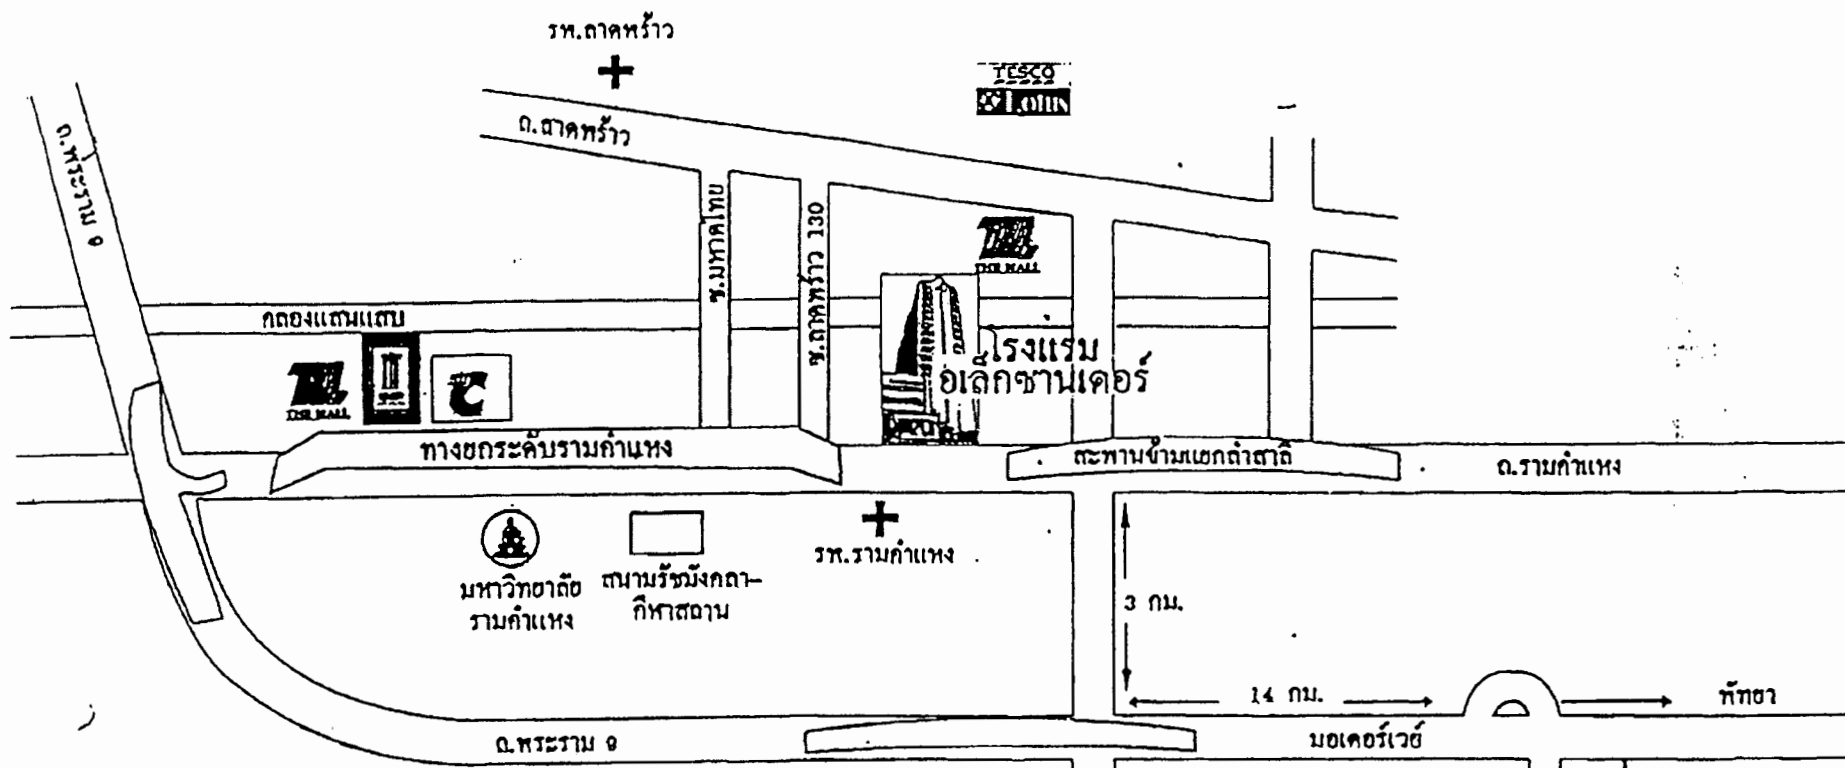 รพ.ลาดพร้าว
TESCO
Lotus
ถ.ลาดพร้าว
ถ.พระราม ๙
ซ.มหาดไทย
ซ.ลาดพร้าว 130
THE MALL
คลองแสนแสบ
โรงแรม
อเล็กซานเดอร์
THE MALL
ทางยกระดับรามคำแหง
สะพานข้ามแยกลำสาลี
ถ.รามคำแหง
รพ.รามคำแหง
มหาวิทยาลัย
รามคำแหง
สนามรัชมังคลา-
กีฬาสถาน
3 กม.
14 กม.
พัทยา
ถ.พระราม ๙
มอเตอร์เวย์